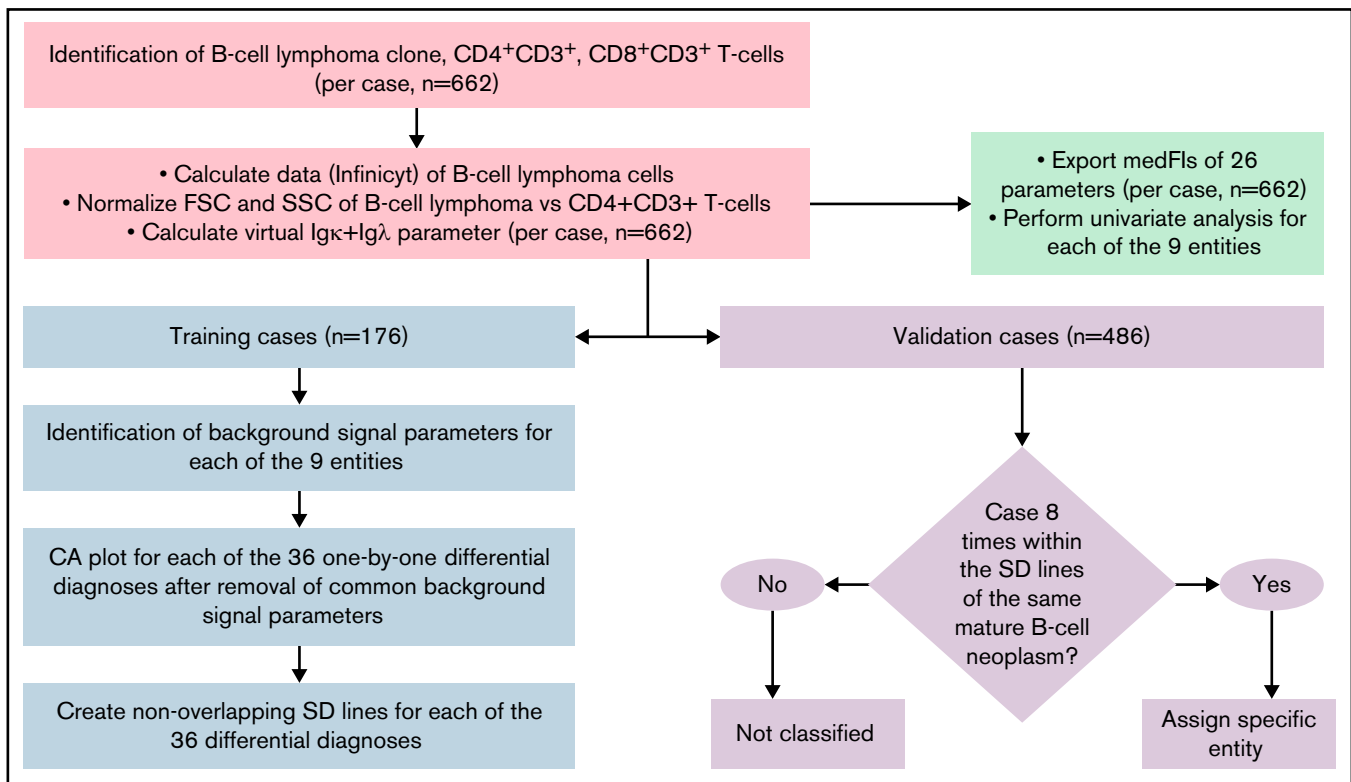 Identification of B-cell lymphoma clone, CD4⁺CD3⁺, CD8⁺CD3⁺ T-cells
(per case, n=662)
• Calculate data (Infinicyt) of B-cell lymphoma cells
• Normalize FSC and SSC of B-cell lymphoma vs CD4+CD3+ T-cells
• Calculate virtual Igκ+Igλ parameter (per case, n=662)
• Export medFIs of 26
parameters (per case, n=662)
• Perform univariate analysis for
each of the 9 entities
Training cases (n=176)
Identification of background signal parameters for
each of the 9 entities
CA plot for each of the 36 one-by-one differential
diagnoses after removal of common background
signal parameters
Create non-overlapping SD lines for each of the
36 differential diagnoses
Validation cases (n=486)
Case 8
times within
the SD lines
of the same
mature B-cell
neoplasm?
No
Yes
Not classified
Assign specific
entity